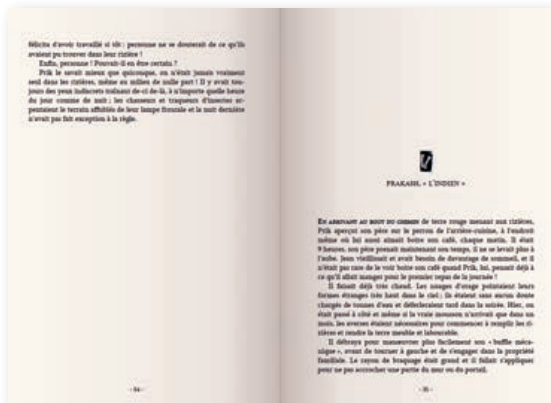 félicita d'avoir travaillé si tôt : personne ne se douterait de ce qu'ils
avaient pu trouver dans leur rizière !
Enfin, personne ! Pouvait-il en être certain ?
Prik le savait mieux que quiconque, on n'était jamais vraiment
seul dans les rizières, même au milieu de nulle part ! Il y avait tou-
jours des yeux indiscrets traînant de-ci de-là, à n'importe quelle heure
du jour comme de nuit ; les chasseurs et traqueurs d'insectes ar-
pentaient le terrain affublés de leur lampe frontale et la nuit dernière
n'avait pas fait exception à la règle.
- 34 -
PRAKASH, « L'INDIEN »
EN ARRIVANT AU BOUT DU CHEMIN de terre rouge menant aux rizières,
Prik aperçut son père sur le perron de l'arrière-cuisine, à l'endroit
même où lui aussi aimait boire son café, chaque matin. Il était
9 heures, son père prenait maintenant son temps, il ne se levait plus à
l'aube. Jean vieillissait et avait besoin de davantage de sommeil, et il
n'était pas rare de le voir boire son café quand Prik, lui, pensait déjà à
ce qu'il allait manger pour le premier repas de la journée !
Il faisait déjà très chaud. Les nuages d'orage pointaient leurs
formes étranges très haut dans le ciel ; ils étaient sans aucun doute
chargés de tonnes d'eau et déferleraient tard dans la soirée. Hier, on
était passé à côté et même si la vraie mousson n'arrivait que dans un
mois, les averses étaient nécessaires pour commencer à remplir les ri-
zières et rendre la terre meuble et labourable.
Il débraya pour manœuvrer plus facilement son « buffle méca-
nique », avant de tourner à gauche et de s'engager dans la propriété
familiale. Le rayon de braquage était grand et il fallait s'appliquer
pour ne pas accrocher une partie du mur ou du portail.
- 35 -